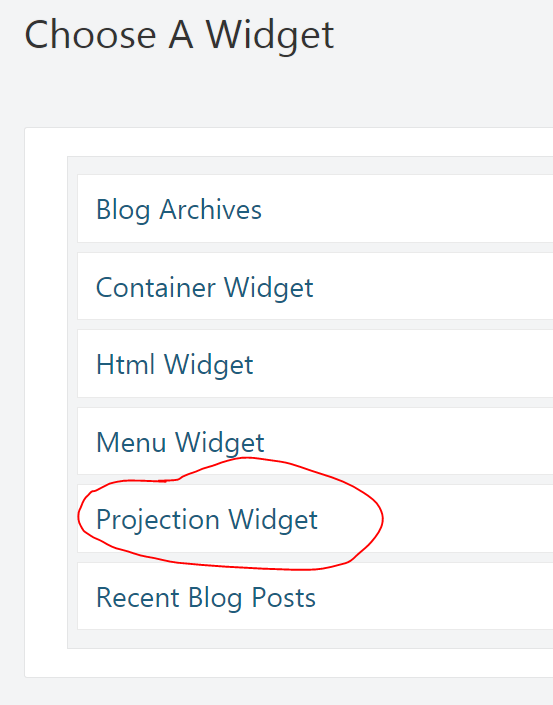 Choose A Widget
Blog Archives
Container Widget
Html Widget
Menu Widget
Projection Widget
Recent Blog Posts